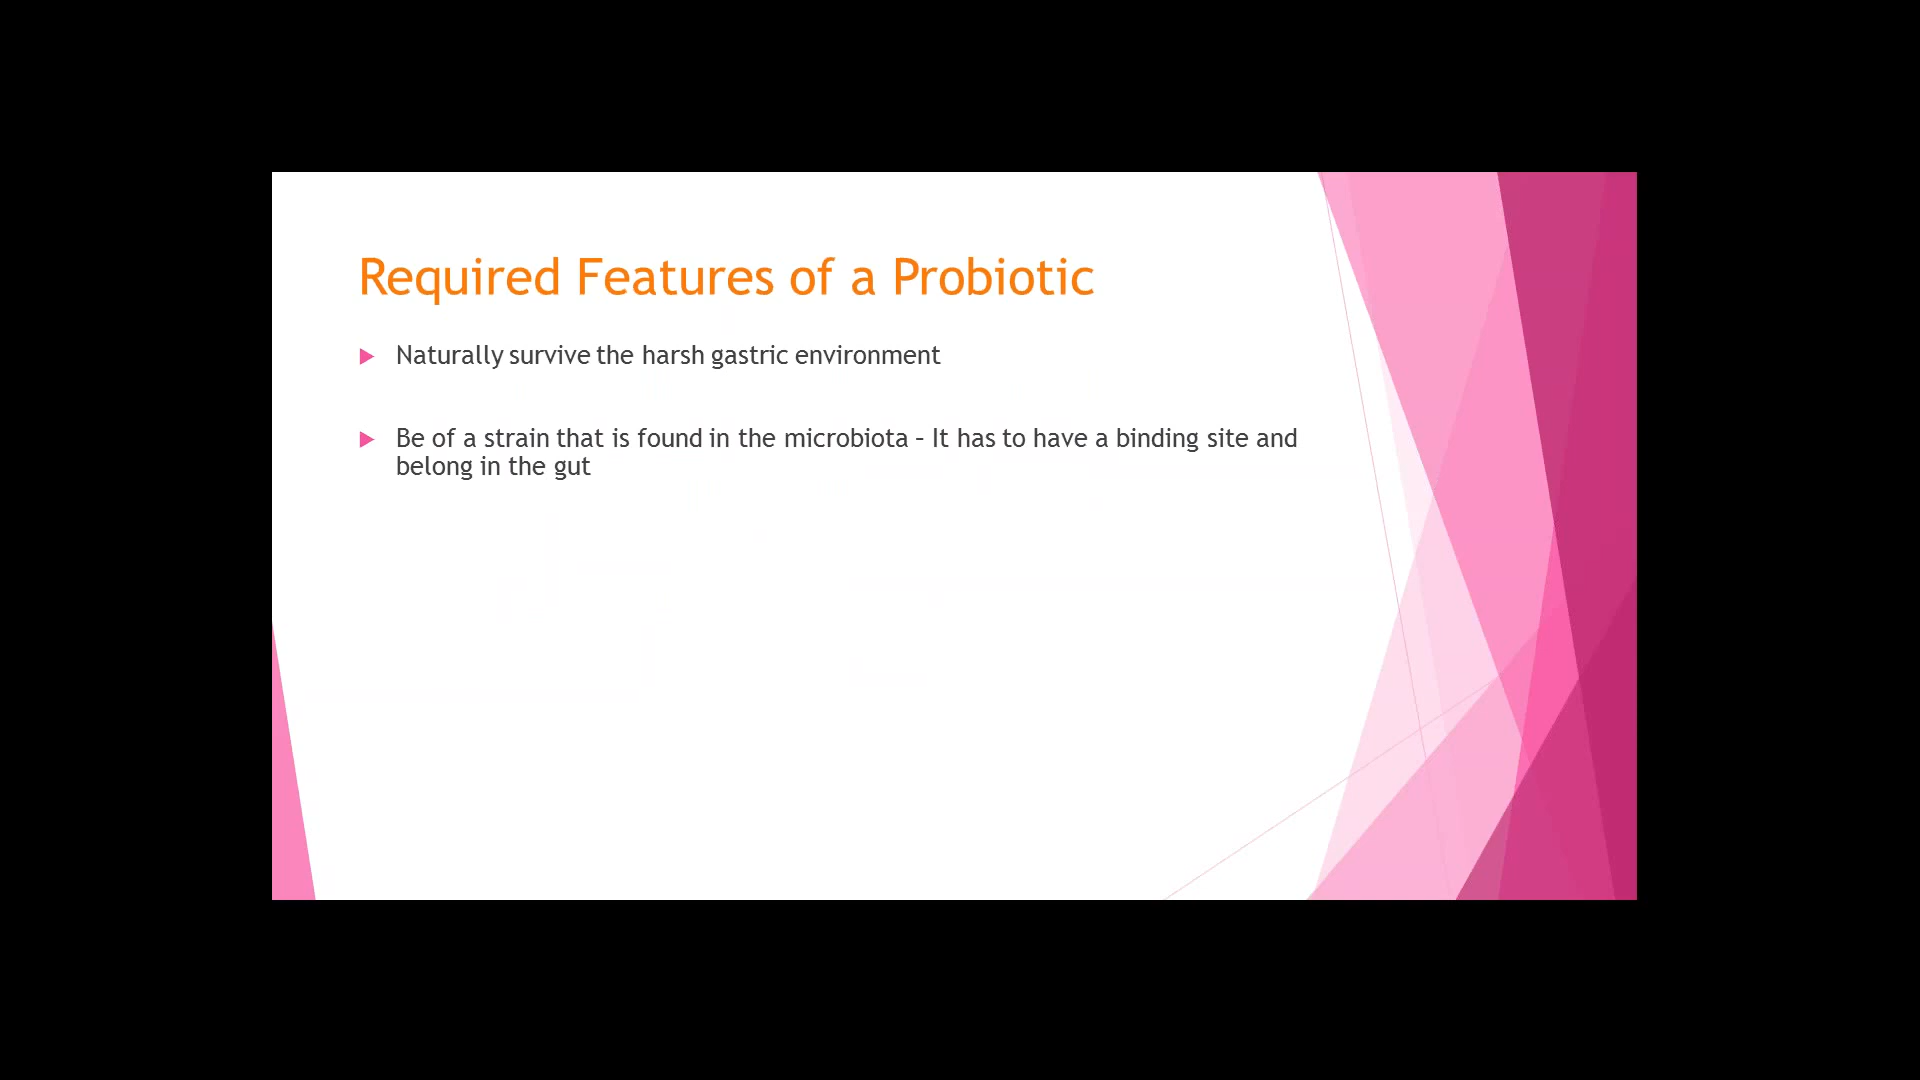 Required Features of a Probiotic
Naturally survive the harsh gastric environment
Be of a strain that is found in the microbiota – It has to have a binding site and
belong in the gut